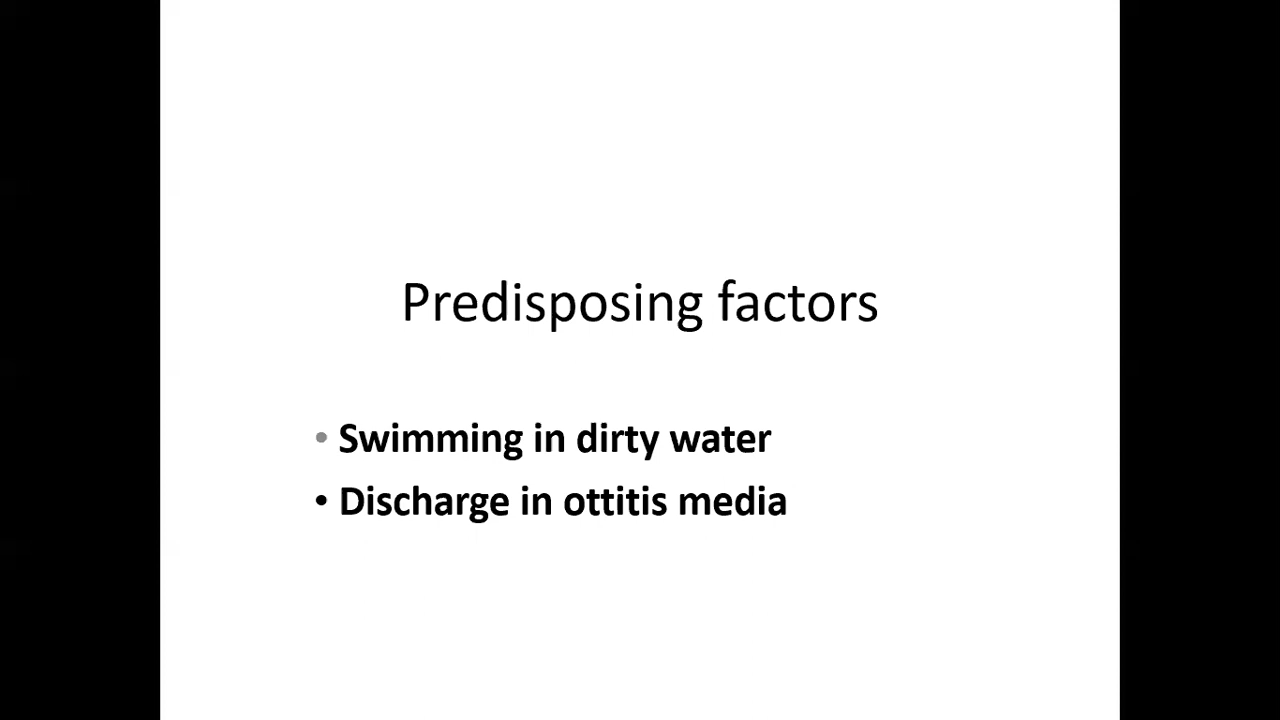 Predisposing factors
• Swimming in dirty water
• Discharge in ottitis media